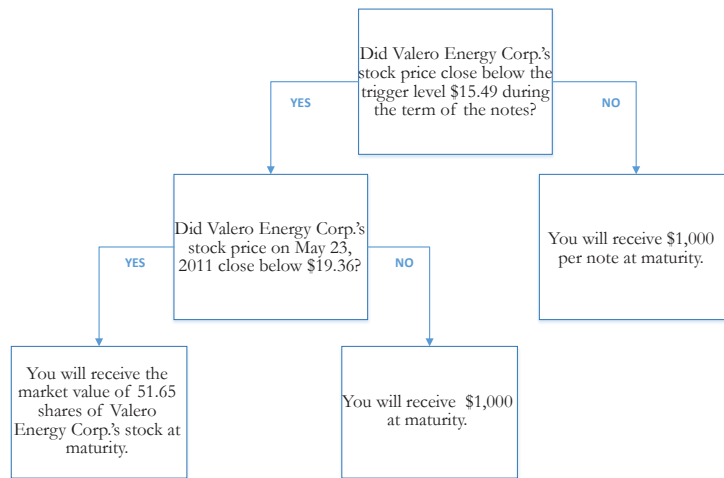 Did Valero Energy Corp.'s
stock price close below the
trigger level $15.49 during
the term of the notes?
YES
NO
Did Valero Energy Corp.'s
stock price on May 23,
2011 close below $19.36?
You will receive $1,000
per note at maturity.
YES
NO
You will receive the
market value of 51.65
shares of Valero
Energy Corp.'s stock at
maturity.
You will receive $1,000
at maturity.